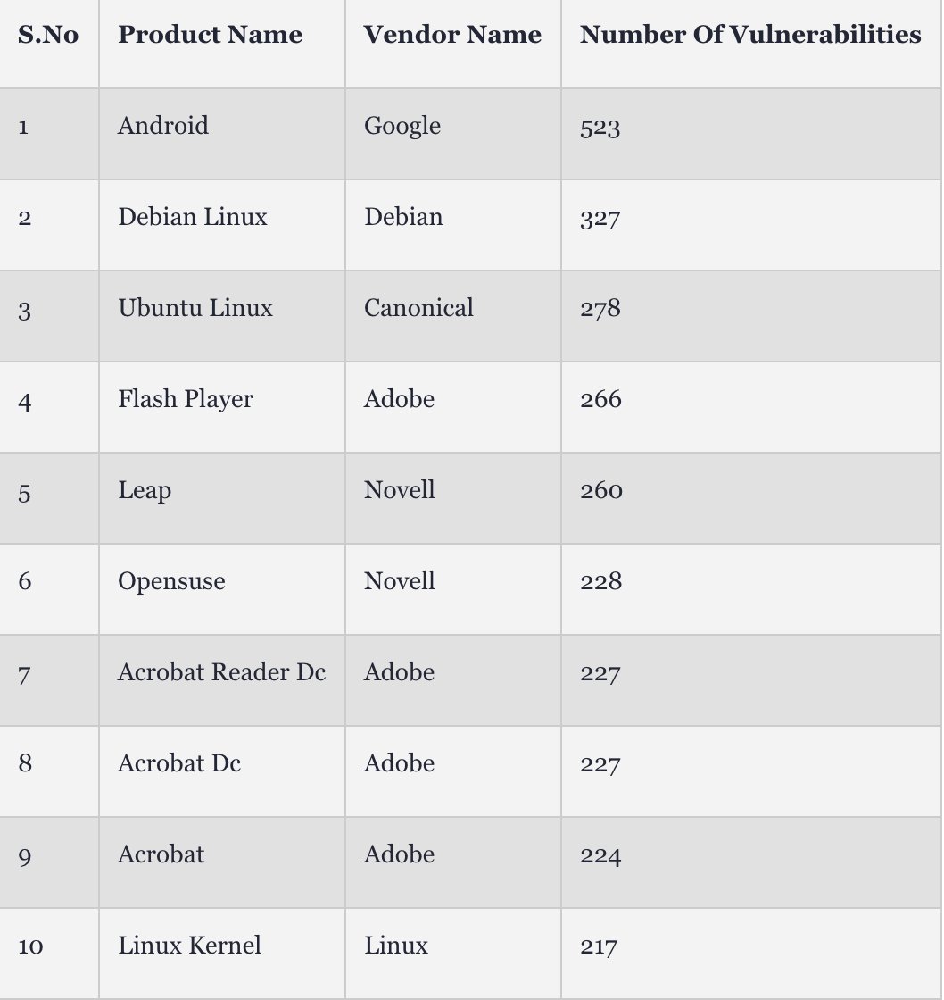 S.No Product Name Vendor Name Number Of Vulnerabilities
1 Android Google 523
2 Debian Linux Debian 327
3 Ubuntu Linux Canonical 278
4 Flash Player Adobe 266
5 Leap Novell 260
6 Opensuse Novell 228
7 Acrobat Reader Dc Adobe 227
8 Acrobat Dc Adobe 227
9 Acrobat Adobe 224
10 Linux Kernel Linux 217